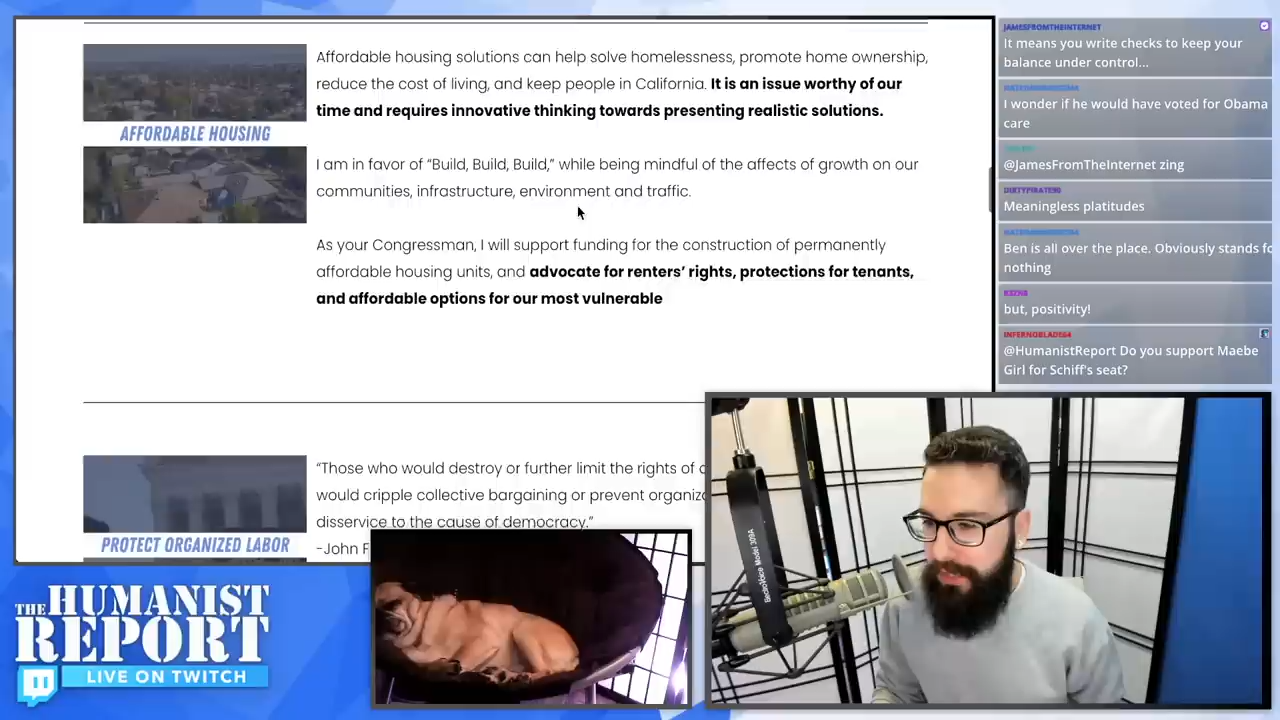 Affordable housing solutions can help solve homelessness, promote home ownership,
reduce the cost of living, and keep people in California. It is an issue worthy of our
time and requires innovative thinking towards presenting realistic solutions.
AFFORDABLE HOUSING
I am in favor of “Build, Build, Build,” while being mindful of the affects of growth on our
communities, infrastructure, environment and traffic.
As your Congressman, I will support funding for the construction of permanently
affordable housing units, and advocate for renters’ rights, protections for tenants,
and affordable options for our most vulnerable
“Those who would destroy or further limit the rights of
would cripple collective bargaining or prevent
disservice to the cause of democracy.”
-John F
PROTECT ORGANIZED LABOR
JAMESFROMTHEINTERNET
It means you write checks to keep your
balance under control...
I wonder if he would have voted for Obama
care
@JamesFromTheInternet zing
DIRTYPIRATE90
Meaningless platitudes
Ben is all over the place. Obviously stands
nothing
but, positivity!
INFERNOBLADE64
@HumanistReport Do you support Maebe
Girl for Schiff's seat?
THE HUMANIST
REPORT
LIVE ON TWITCH
ElectroVoice Model 309A